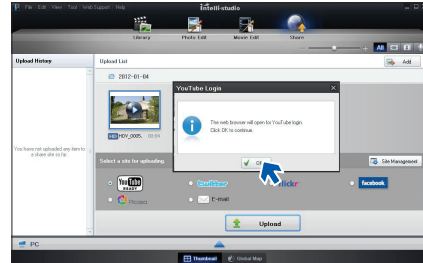 File Edit View Tool Web Support Help
Intelli-studio
Library Photo Edit Movie Edit Share
All
Upload History
Upload List
Add
2012-01-04
YouTube Login
The web browser will open for YouTube login.
Click OK to continue.
HDV_0005.
You have not uploaded any item to
a share site so far.
OK
Select a site for uploading.
Site Management
YouTube
READY
twitter
flickr
facebook
Picasa
E-mail
Upload
PC
Thumbnail
Global Map